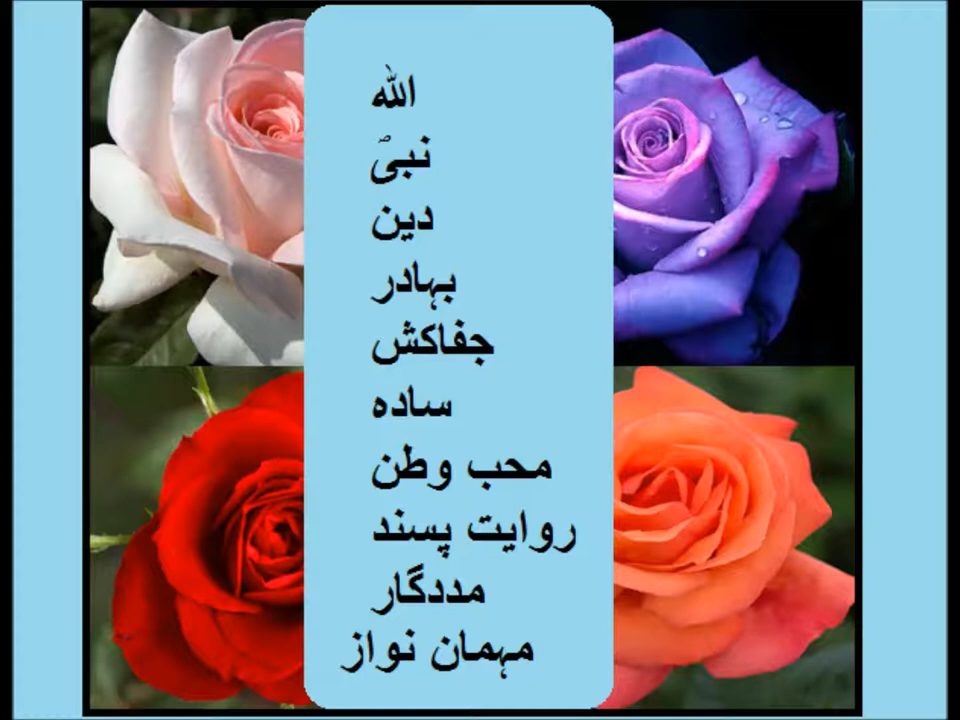 اللہ
نبیؐ
دین
بہادر
جفاکش
سادہ
محب وطن
روایت پسند
مددگار
مہمان نواز